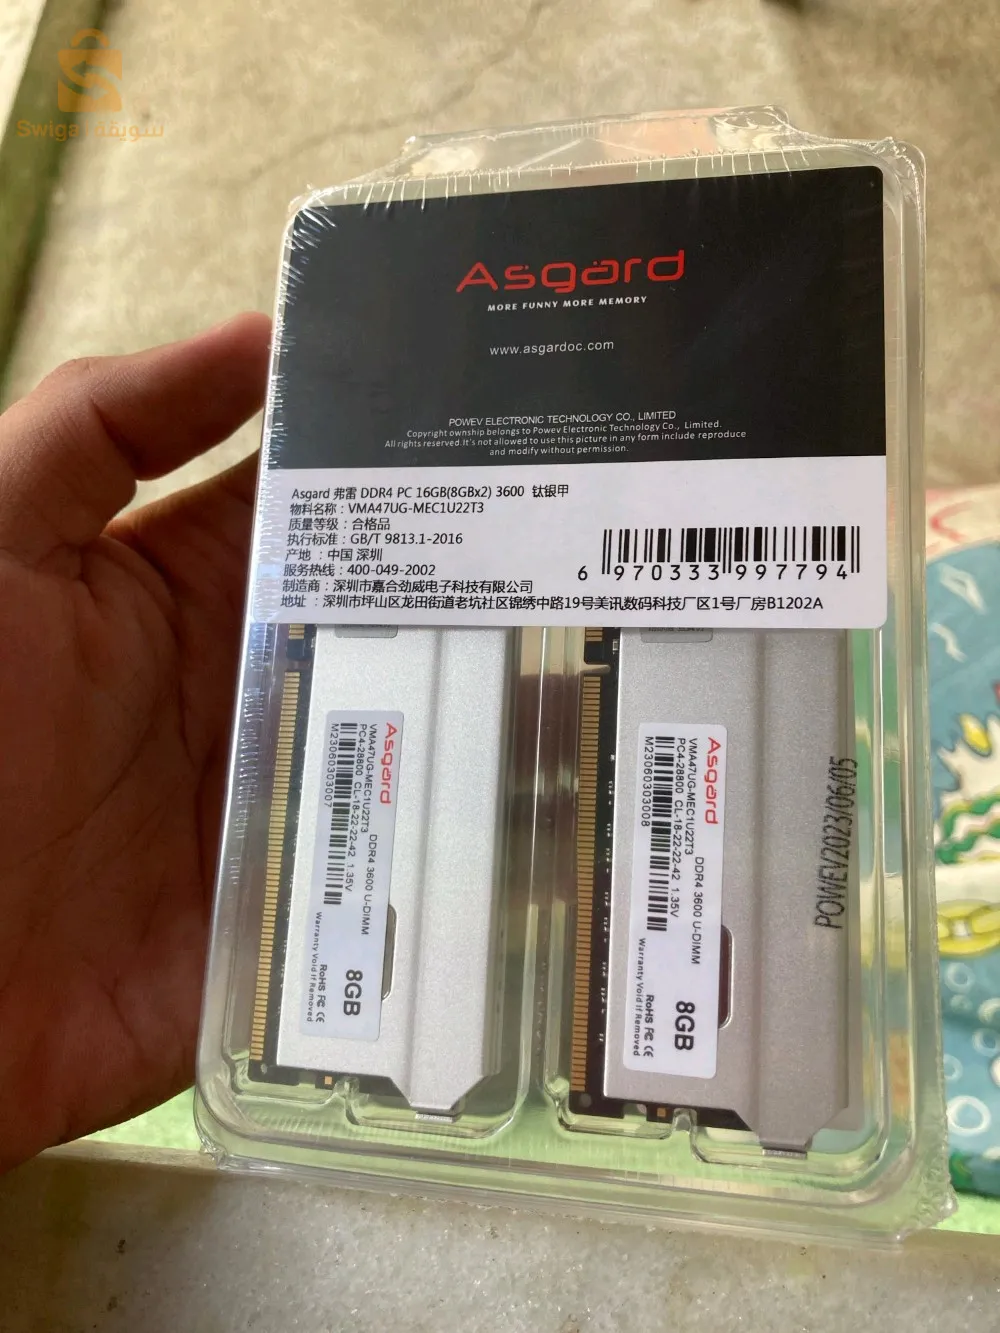 Swiga سويقة
Asgard
MORE FUNNY MORE MEMORY
www.asgardoc.com
POWEV ELECTRONIC TECHNOLOGY CO., LIMITED
Copyright ownship belongs to Powev Electronic Technology Co., Limited.
All rights reserved.It's not allowed to use this picture in any form include reproduce
and modify without permission.
Asgard 弗雷 DDR4 PC 16GB(8GBx2) 3600 钛银甲
物料名称：VMA47UG-MEC1U22T3
质量等级：合格品
执行标准：GB/T 9813.1-2016
产地 ：中国 深圳
服务热线：400-049-2002
制造商：深圳市嘉合劲威电子科技有限公司
地址 ：深圳市坪山区龙田街道老坑社区锦绣中路19号美讯数码科技厂区1号厂房B1202A
6 970333 997794
Asgard
VMA47UG-MEC1U22T3 DDR4 3600 U-DIMM
PC4-28800 CL-18-22-22-42 1.35V
M23060303007
8GB
RoHS FC CE
Warranty Void If Removed
Asgard
VMA47UG-MEC1U22T3 DDR4 3600 U-DIMM
PC4-28800 CL-18-22-22-42 1.35V
M23060303008
8GB
RoHS FC CE
Warranty Void If Removed
POWEV2023/09/05